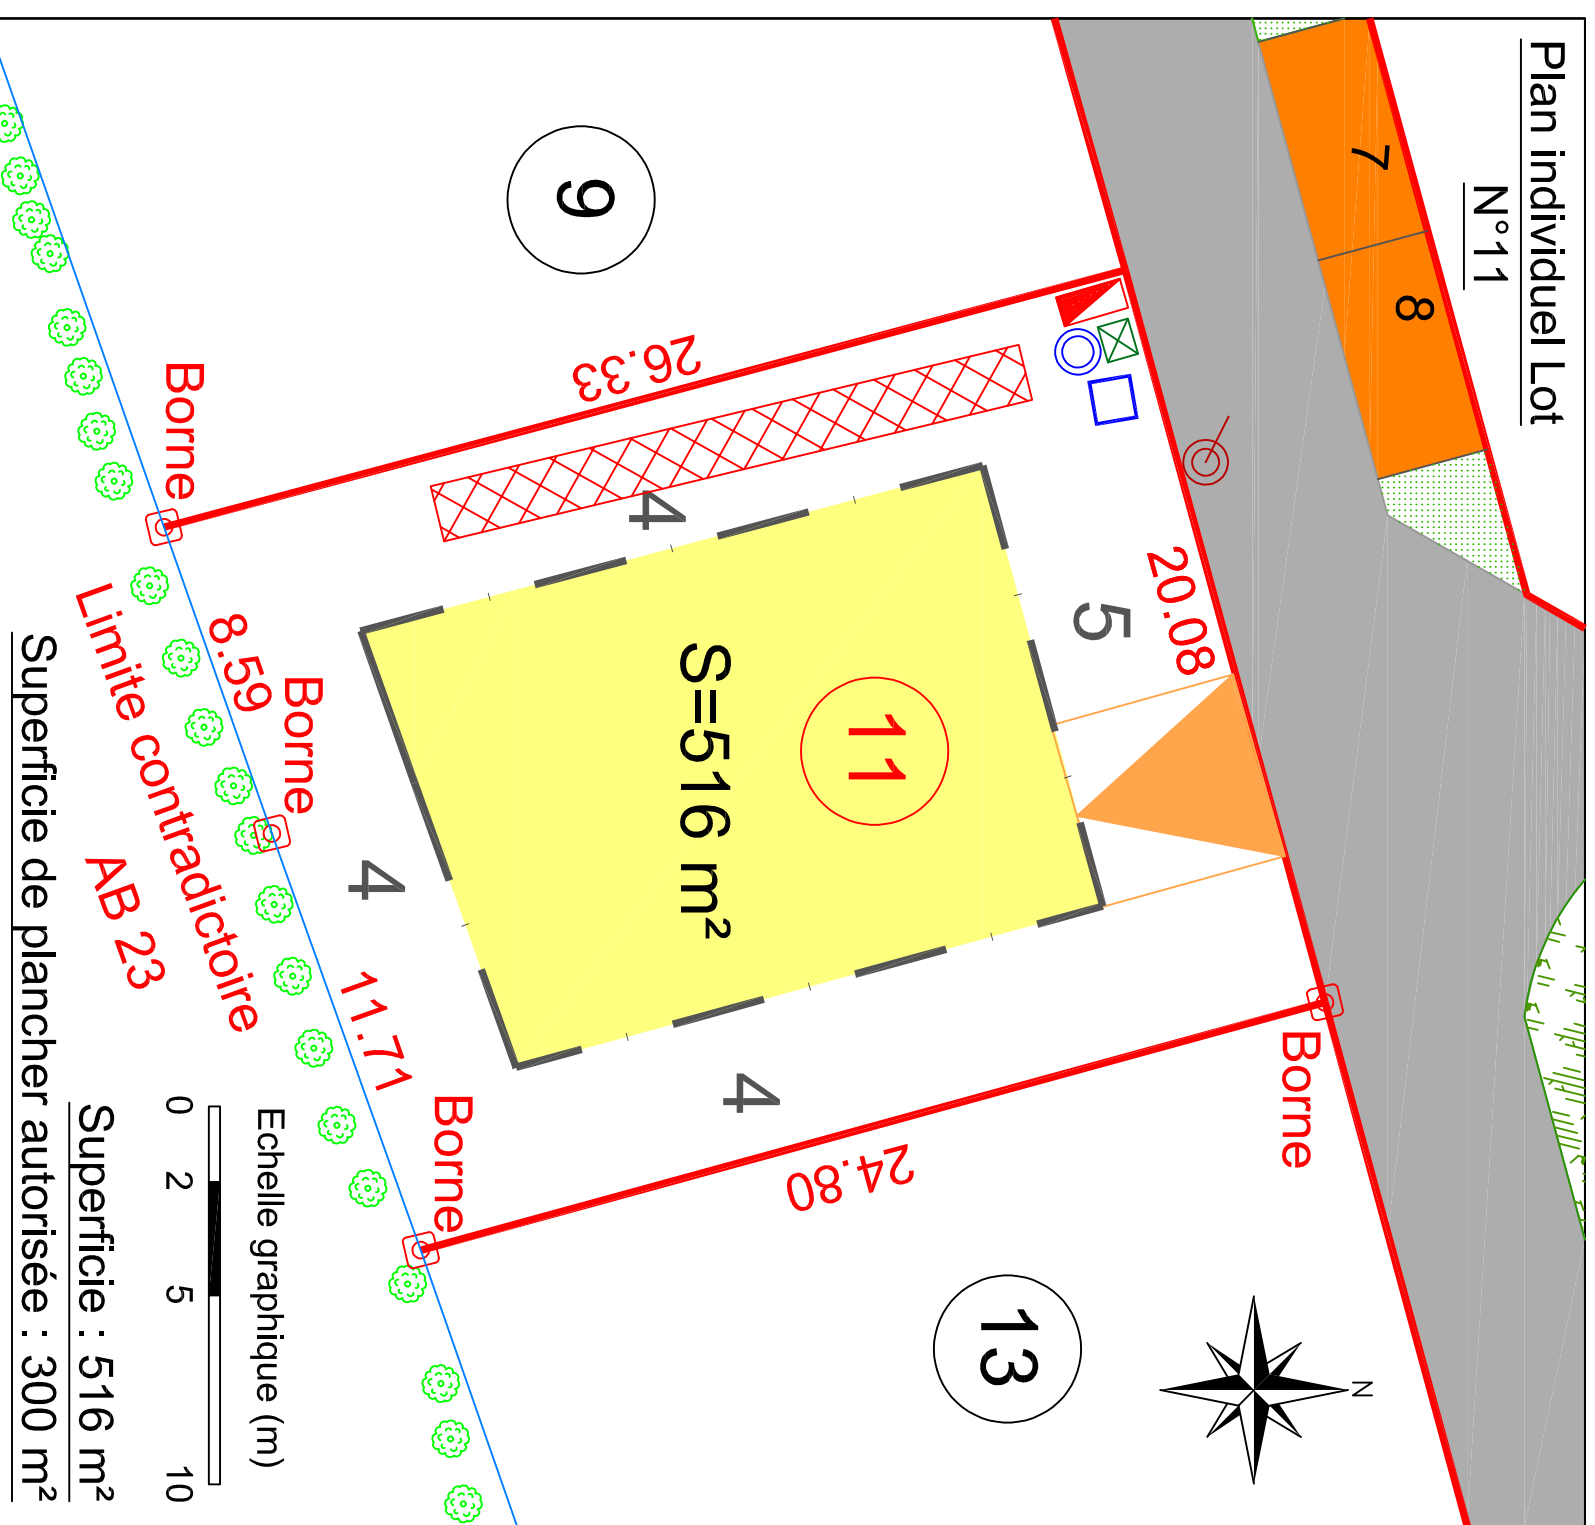 Plan individuel Lot
N°11
7
8
9
26.33
20.08
5
4
11
S=516 m²
4
4
24.80
13
N
Borne
Borne
Borne
Borne
8.59
11.71
Limite contradictoire
AB 23
Echelle graphique (m)
0 2 5 10
Superficie : 516 m²
Superficie de plancher autorisée : 300 m²